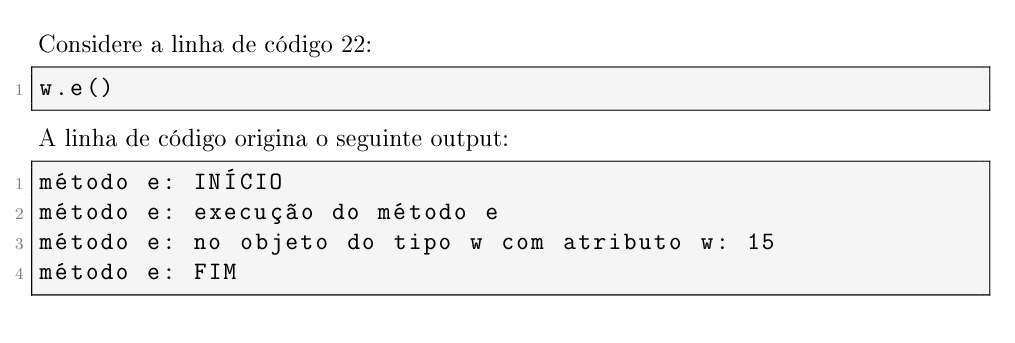 Considere a linha de código 22:
1 w.e()
A linha de código origina o seguinte output:
1 método e: INÍCIO
2 método e: execução do método e
3 método e: no objeto do tipo w com atributo w: 15
4 método e: FIM